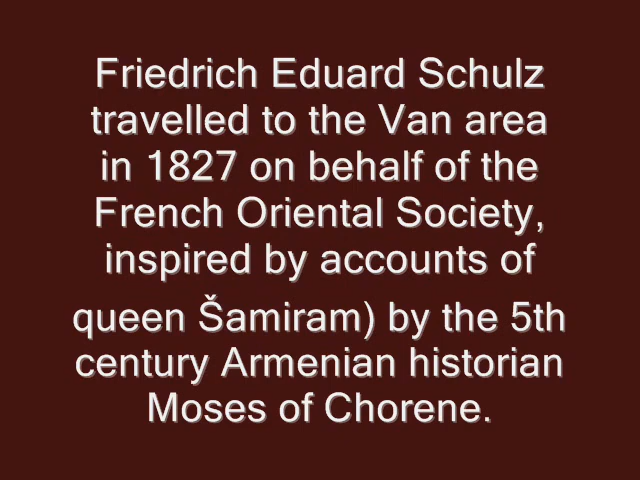 Friedrich Eduard Schulz
travelled to the Van area
in 1827 on behalf of the
French Oriental Society,
inspired by accounts of
queen Šamiram) by the 5th
century Armenian historian
Moses of Chorene.